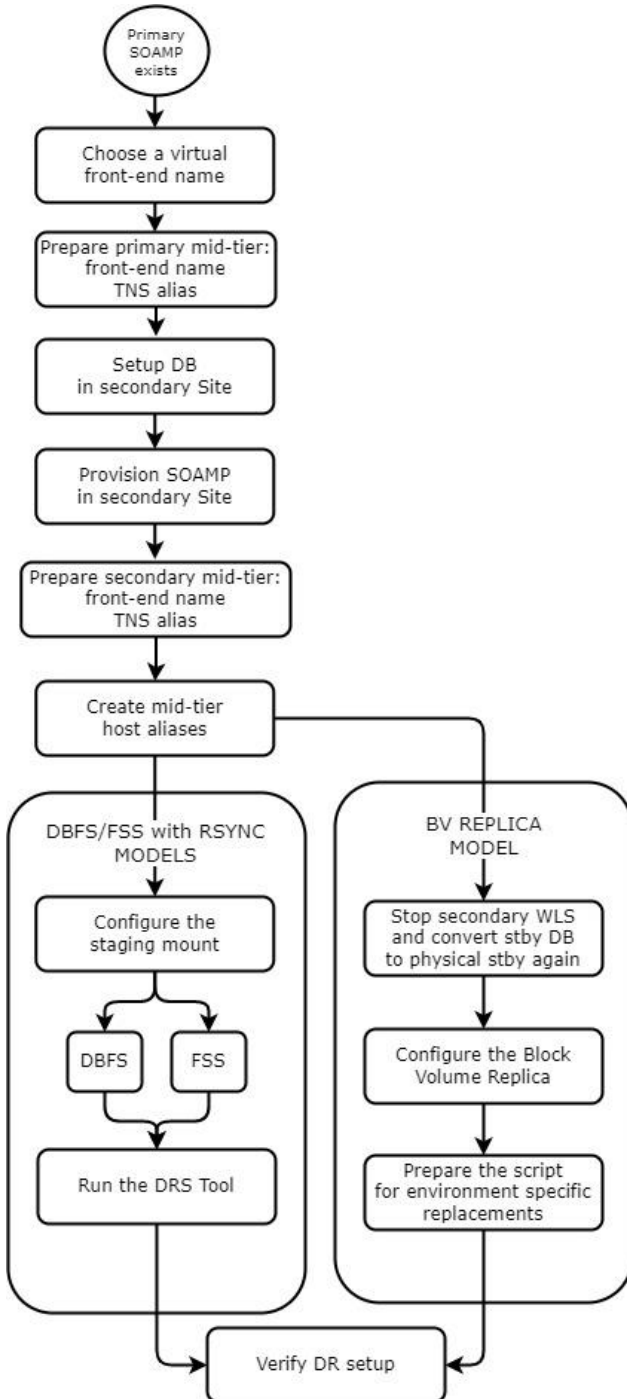 Primary
SOAMP
exists
Choose a virtual
front-end name
Prepare primary mid-tier:
front-end name
TNS alias
Setup DB
in secondary Site
Provision SOAMP
in secondary Site
Prepare secondary mid-tier:
front-end name
TNS alias
Create mid-tier
host aliases
DBFS/FSS with RSYNC
MODELS
Configure the
staging mount
DBFS
FSS
Run the DRS Tool
BV REPLICA
MODEL
Stop secondary WLS
and convert stby DB
to physical stby again
Configure the Block
Volume Replica
Prepare the script
for environment specific
replacements
Verify DR setup